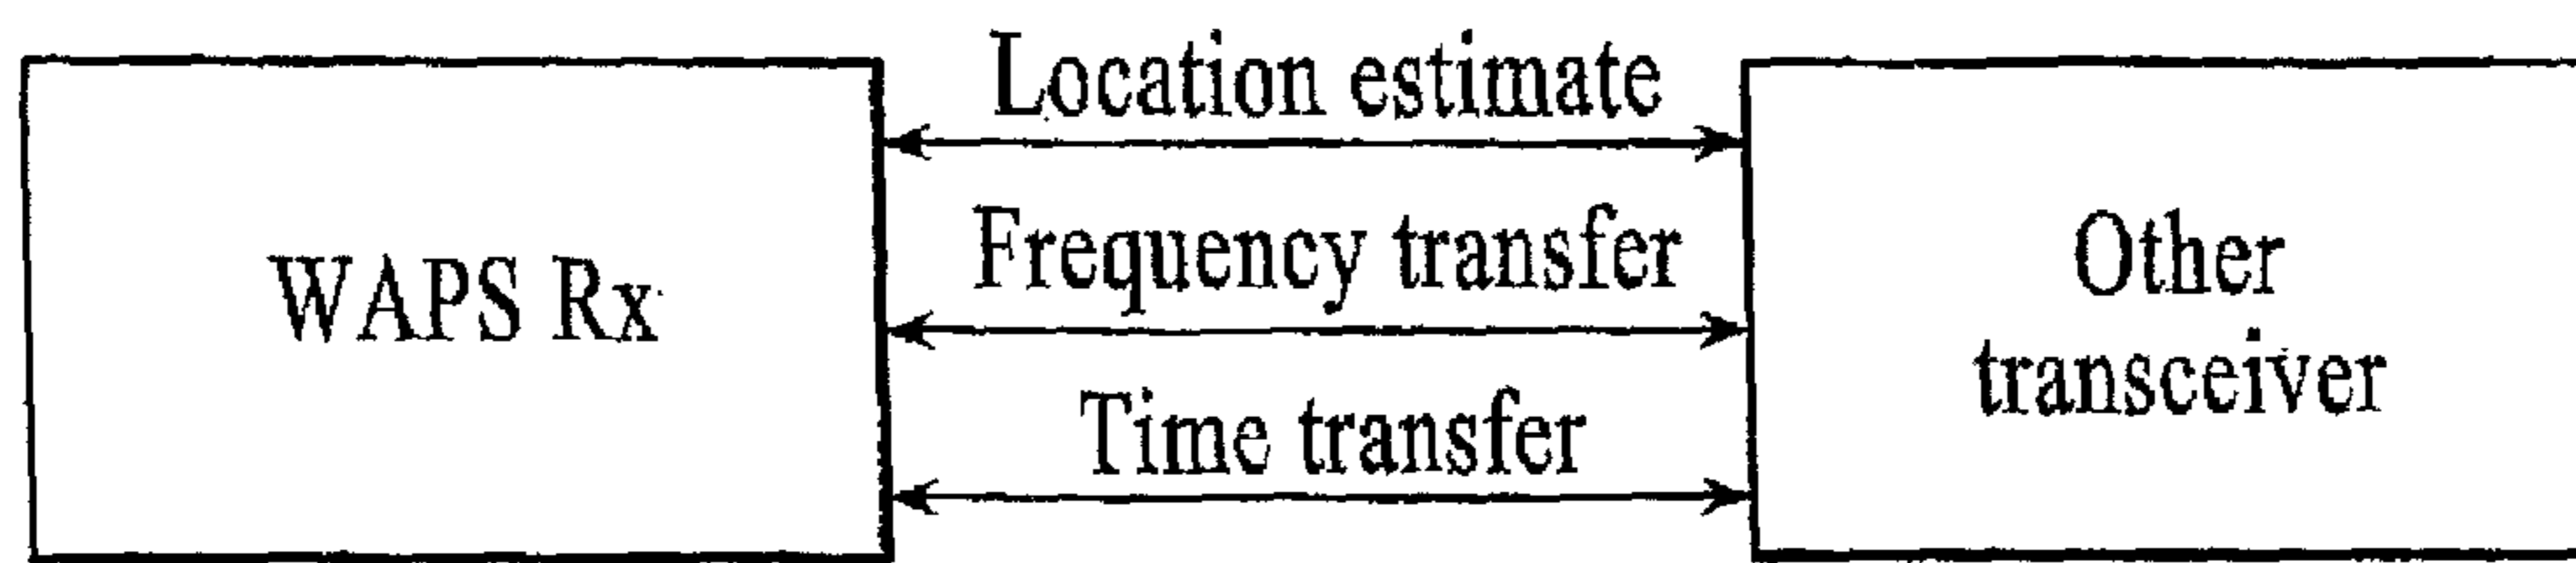 Location estimate
Frequency transfer
WAPS Rx
Other
transceiver
Time transfer